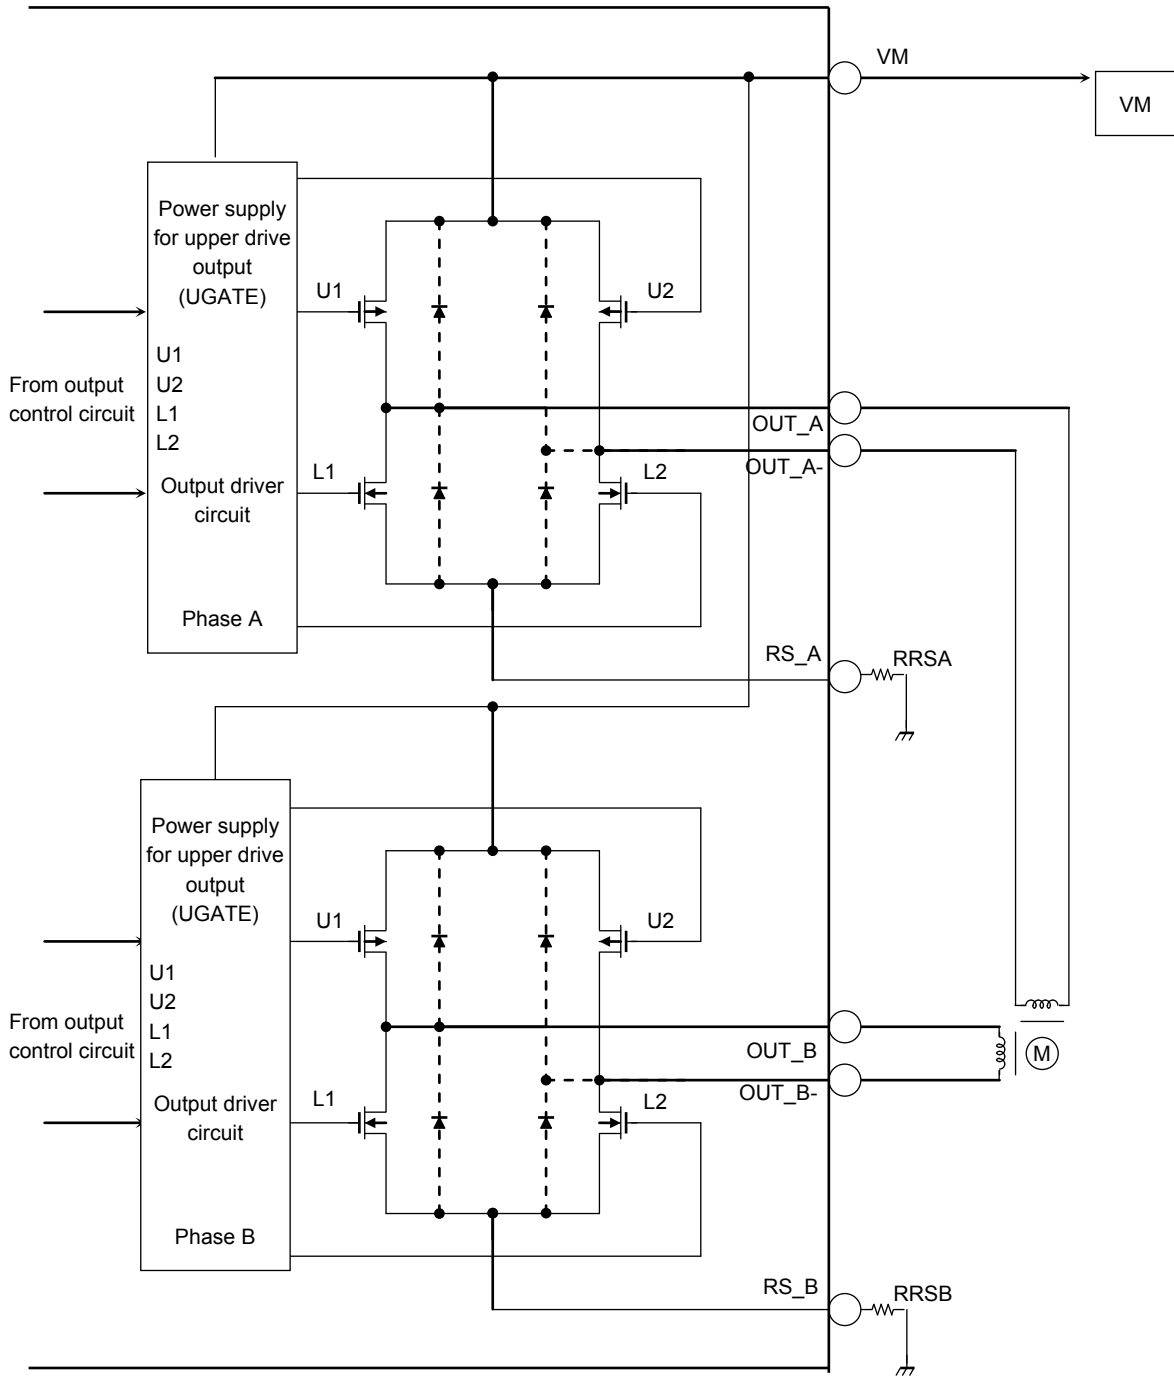 VM
VM
Power supply
for upper drive
output
(UGATE)
U1
U2
U1
U2
From output
control circuit
L1
L2
OUT_A
OUT_A-
L1
L2
Output driver
circuit
Phase A
RS_A
RRSA
Power supply
for upper drive
output
(UGATE)
U1
U2
U1
U2
From output
control circuit
L1
L2
OUT_B
M
OUT_B-
L1
L2
Output driver
circuit
Phase B
RS_B
RRSB